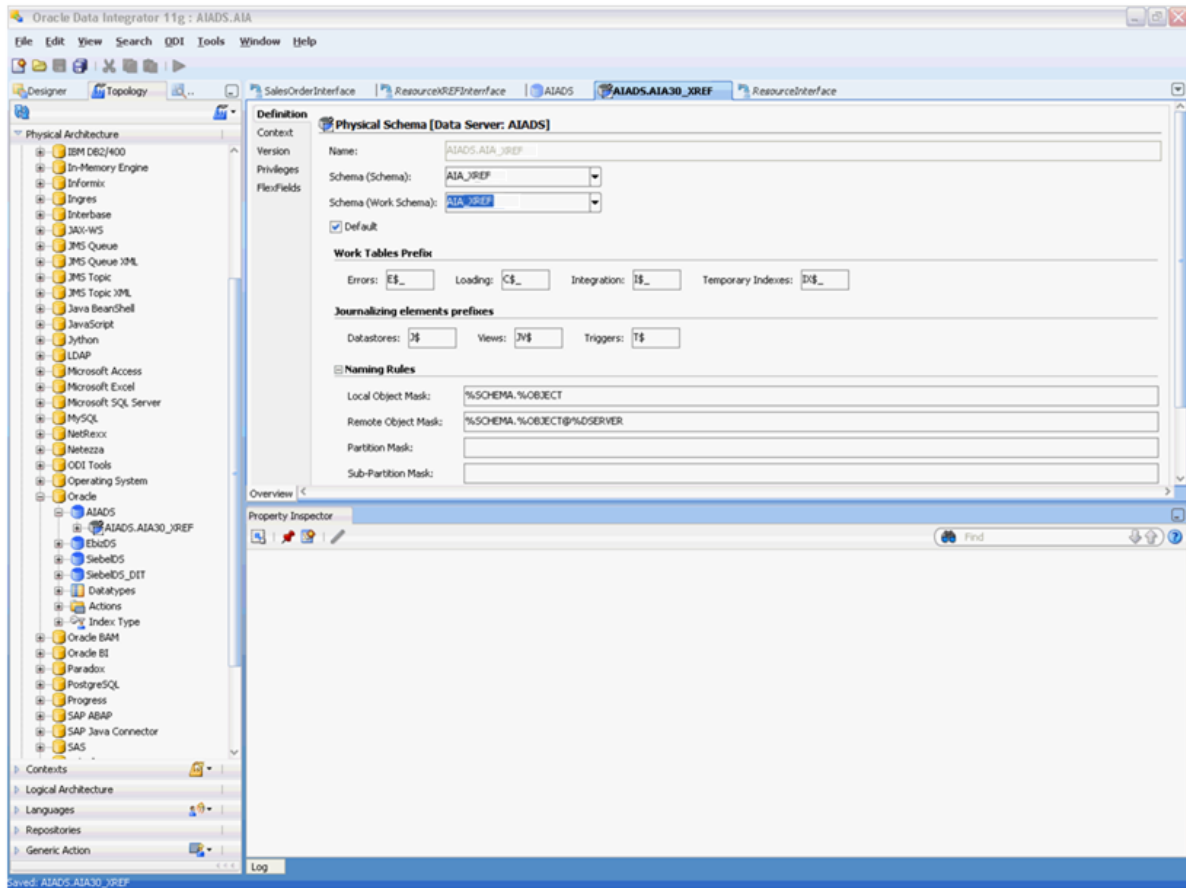 Oracle Data Integrator 11g : AIADS.AIA
File Edit View Search ODI Tools Window Help
Designer Topology
SalesOrderInterface ResourceXREFInterface AIADS AIADS.AIA30_XREF ResourceInterface
Physical Architecture
IBM DB2/400
In-Memory Engine
Informix
Ingres
Interbase
JAX-WS
JMS Queue
JMS Queue XML
JMS Topic
JMS Topic XML
Java BeanShell
JavaScript
Jython
LDAP
Microsoft Access
Microsoft Excel
Microsoft SQL Server
MySQL
NetRexx
Netezza
ODI Tools
Operating System
Oracle
AIADS
AIADS.AIA30_XREF
EbizDS
SiebelDS
SiebelDS_DIT
Datatypes
Actions
Index Type
Oracle BAM
Oracle BI
Paradox
PostgreSQL
Progress
SAP ABAP
SAP Java Connector
SAS
Contexts
Logical Architecture
Languages
Repositories
Generic Action
Definition
Context
Version
Privileges
FlexFields
Physical Schema [Data Server: AIADS]
Name: AIADS.AIA_XREF
Schema (Schema): AIA_XREF
Schema (Work Schema): AIA_XREF
Default
Work Tables Prefix
Errors: E$_ Loading: C$_ Integration: I$_ Temporary Indexes: IX$_
Journalizing elements prefixes
Datastores: J$ Views: JV$ Triggers: T$
Naming Rules
Local Object Mask: %SCHEMA.%OBJECT
Remote Object Mask: %SCHEMA.%OBJECT@%DSERVER
Partition Mask:
Sub-Partition Mask:
Overview
Property Inspector
Find
Log
Saved: AIADS.AIA30_XREF